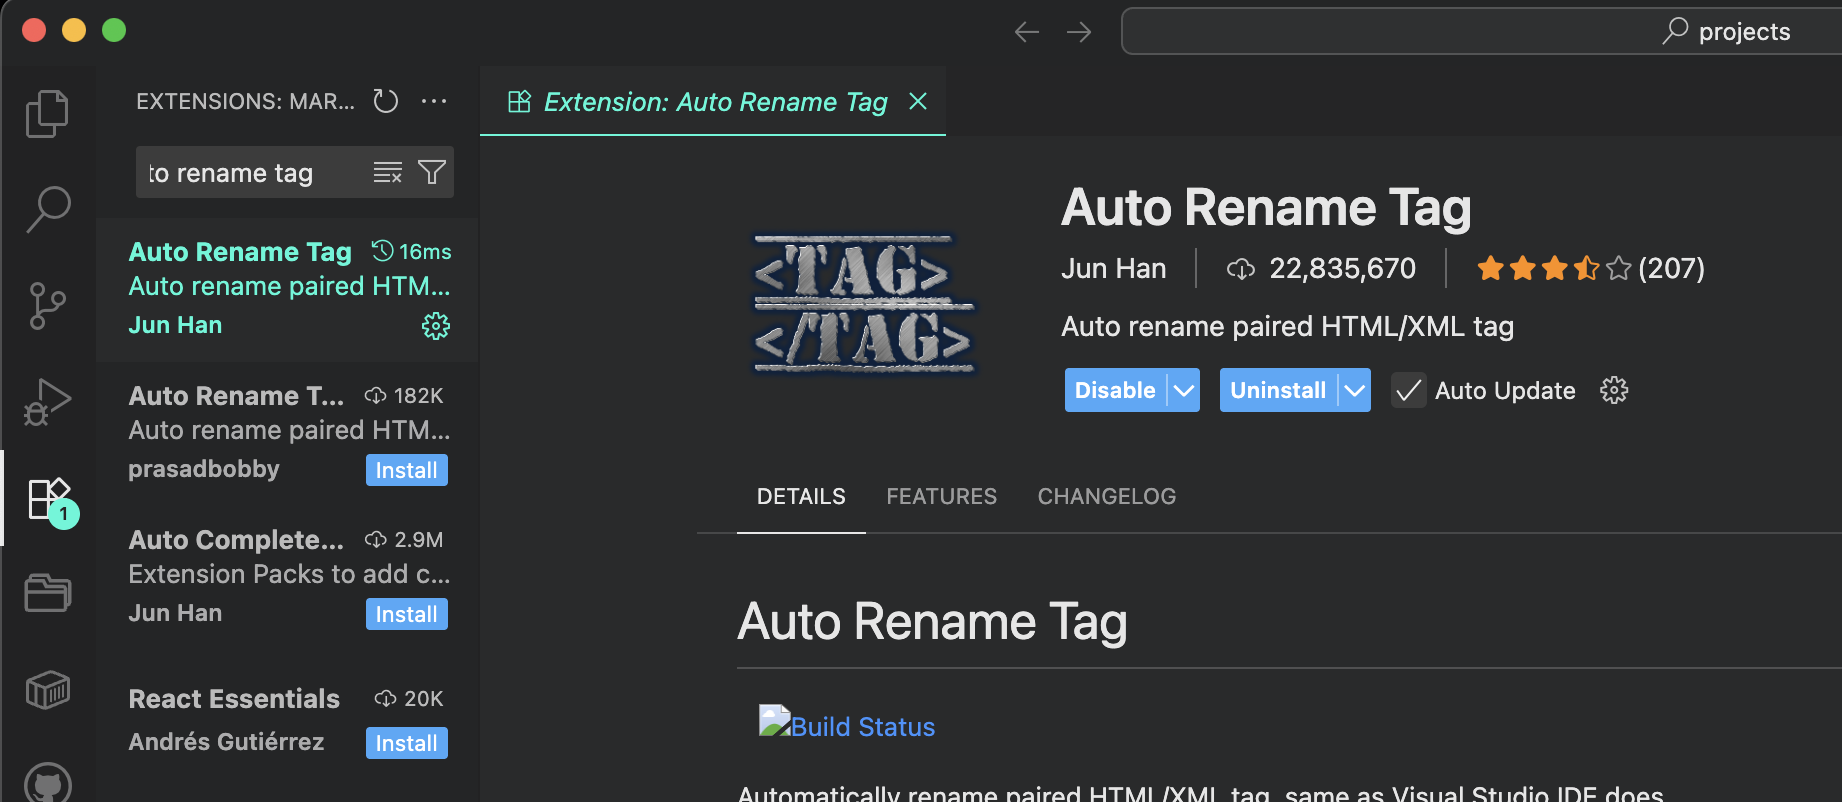 projects
EXTENSIONS: MAR...
Extension: Auto Rename Tag
to rename tag
Auto Rename Tag 16ms
Auto rename paired HTM...
Jun Han
Auto Rename T... 182K
Auto rename paired HTM...
prasadbobby Install
1
Auto Complete... 2.9M
Extension Packs to add c...
Jun Han Install
React Essentials 20K
Andrés Gutiérrez Install
<TAG>
</TAG>
Auto Rename Tag
Jun Han 22,835,670 (207)
Auto rename paired HTML/XML tag
Disable Uninstall Auto Update
DETAILS FEATURES CHANGELOG
Auto Rename Tag
Build Status
Automatically rename paired HTML/XML tag, same as Visual Studio IDE does